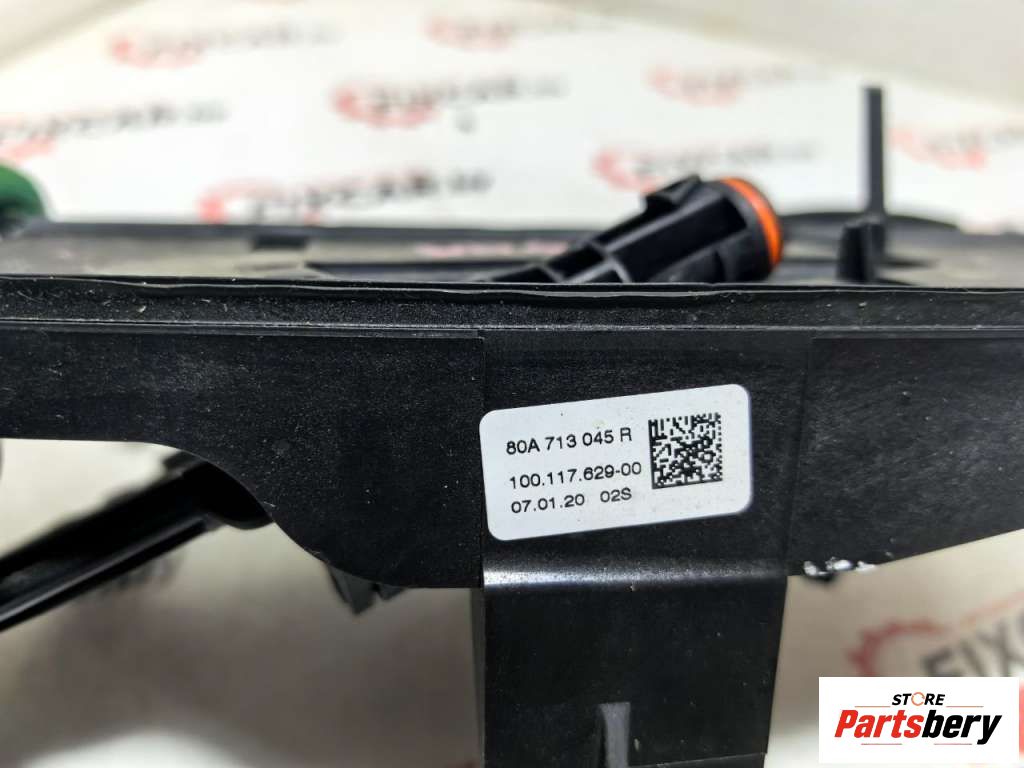 80A 713 045 R
100.117.629-00
07.01.20 02S
STORE
Partsbery